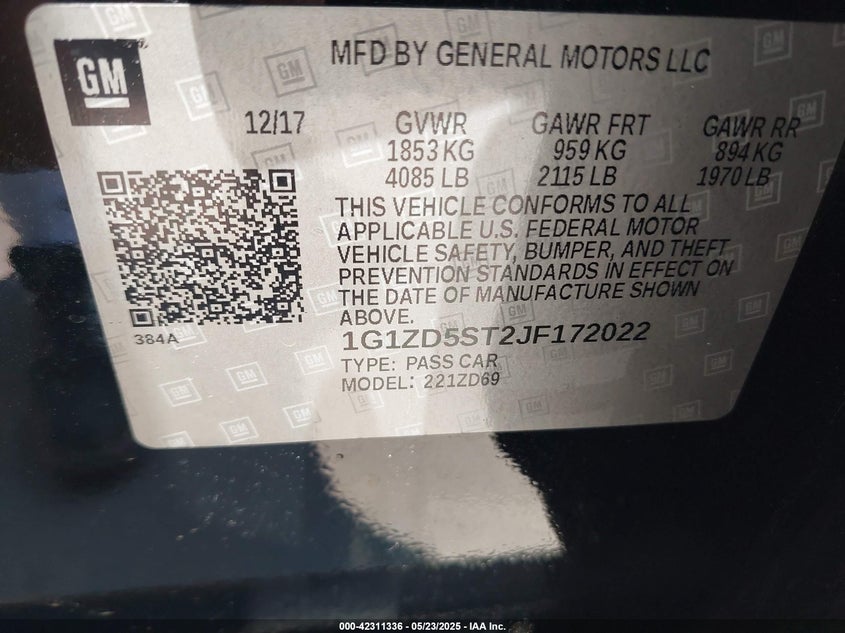 GM
MFD BY GENERAL MOTORS LLC
12/17 GVWR GAWR FRT GAWR RR
1853 KG 959 KG 894 KG
4085 LB 2115 LB 1970 LB
THIS VEHICLE CONFORMS TO ALL
APPLICABLE U.S. FEDERAL MOTOR
VEHICLE SAFETY, BUMPER, AND THEFT
PREVENTION STANDARDS IN EFFECT ON
THE DATE OF MANUFACTURE SHOWN
ABOVE.
384A
1G1ZD5ST2JF172022
TYPE: PASS CAR
MODEL: 221ZD69
000-42311336 - 05/23/2025 - IAA Inc.